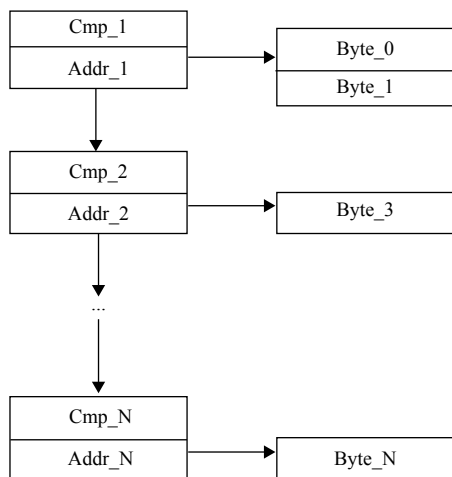 Cmp_1
Byte_0
Addr_1
Byte_1
Cmp_2
Addr_2
Byte_3
...
Cmp_N
Addr_N
Byte_N